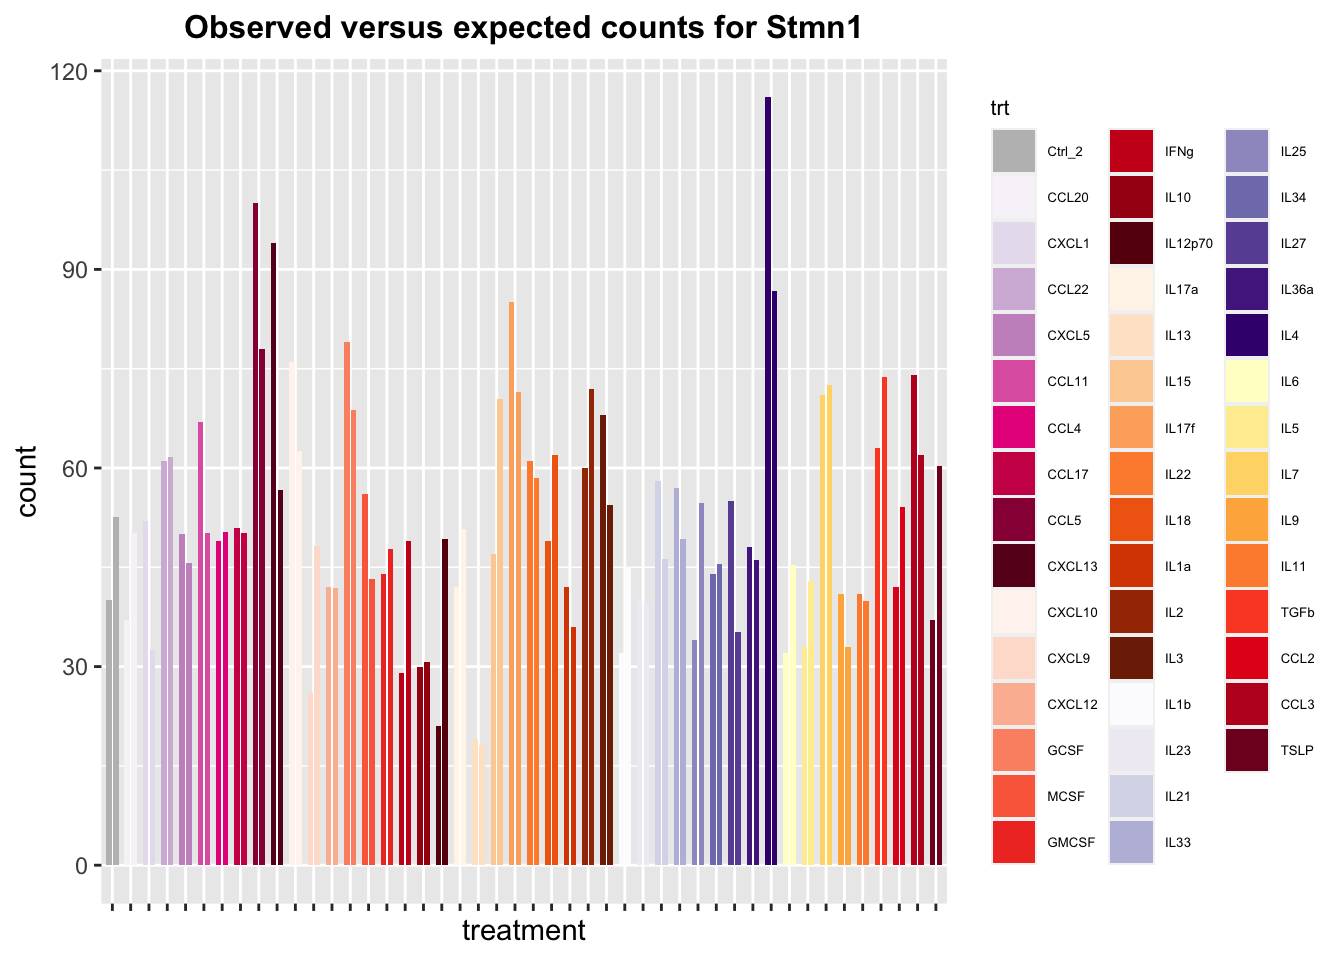 Observed versus expected counts for Stmn1
120
90
60
30
0
count
treatment
trt
Ctrl_2
CCL20
CXCL1
CCL22
CXCL5
CCL11
CCL4
CCL17
CCL5
CXCL13
CXCL10
CXCL9
CXCL12
GCSF
MCSF
GMCSF
IFNg
IL10
IL12p70
IL17a
IL13
IL15
IL17f
IL22
IL18
IL1a
IL2
IL3
IL1b
IL23
IL21
IL33
IL25
IL34
IL27
IL36a
IL4
IL6
IL5
IL7
IL9
IL11
TGFb
CCL2
CCL3
TSLP